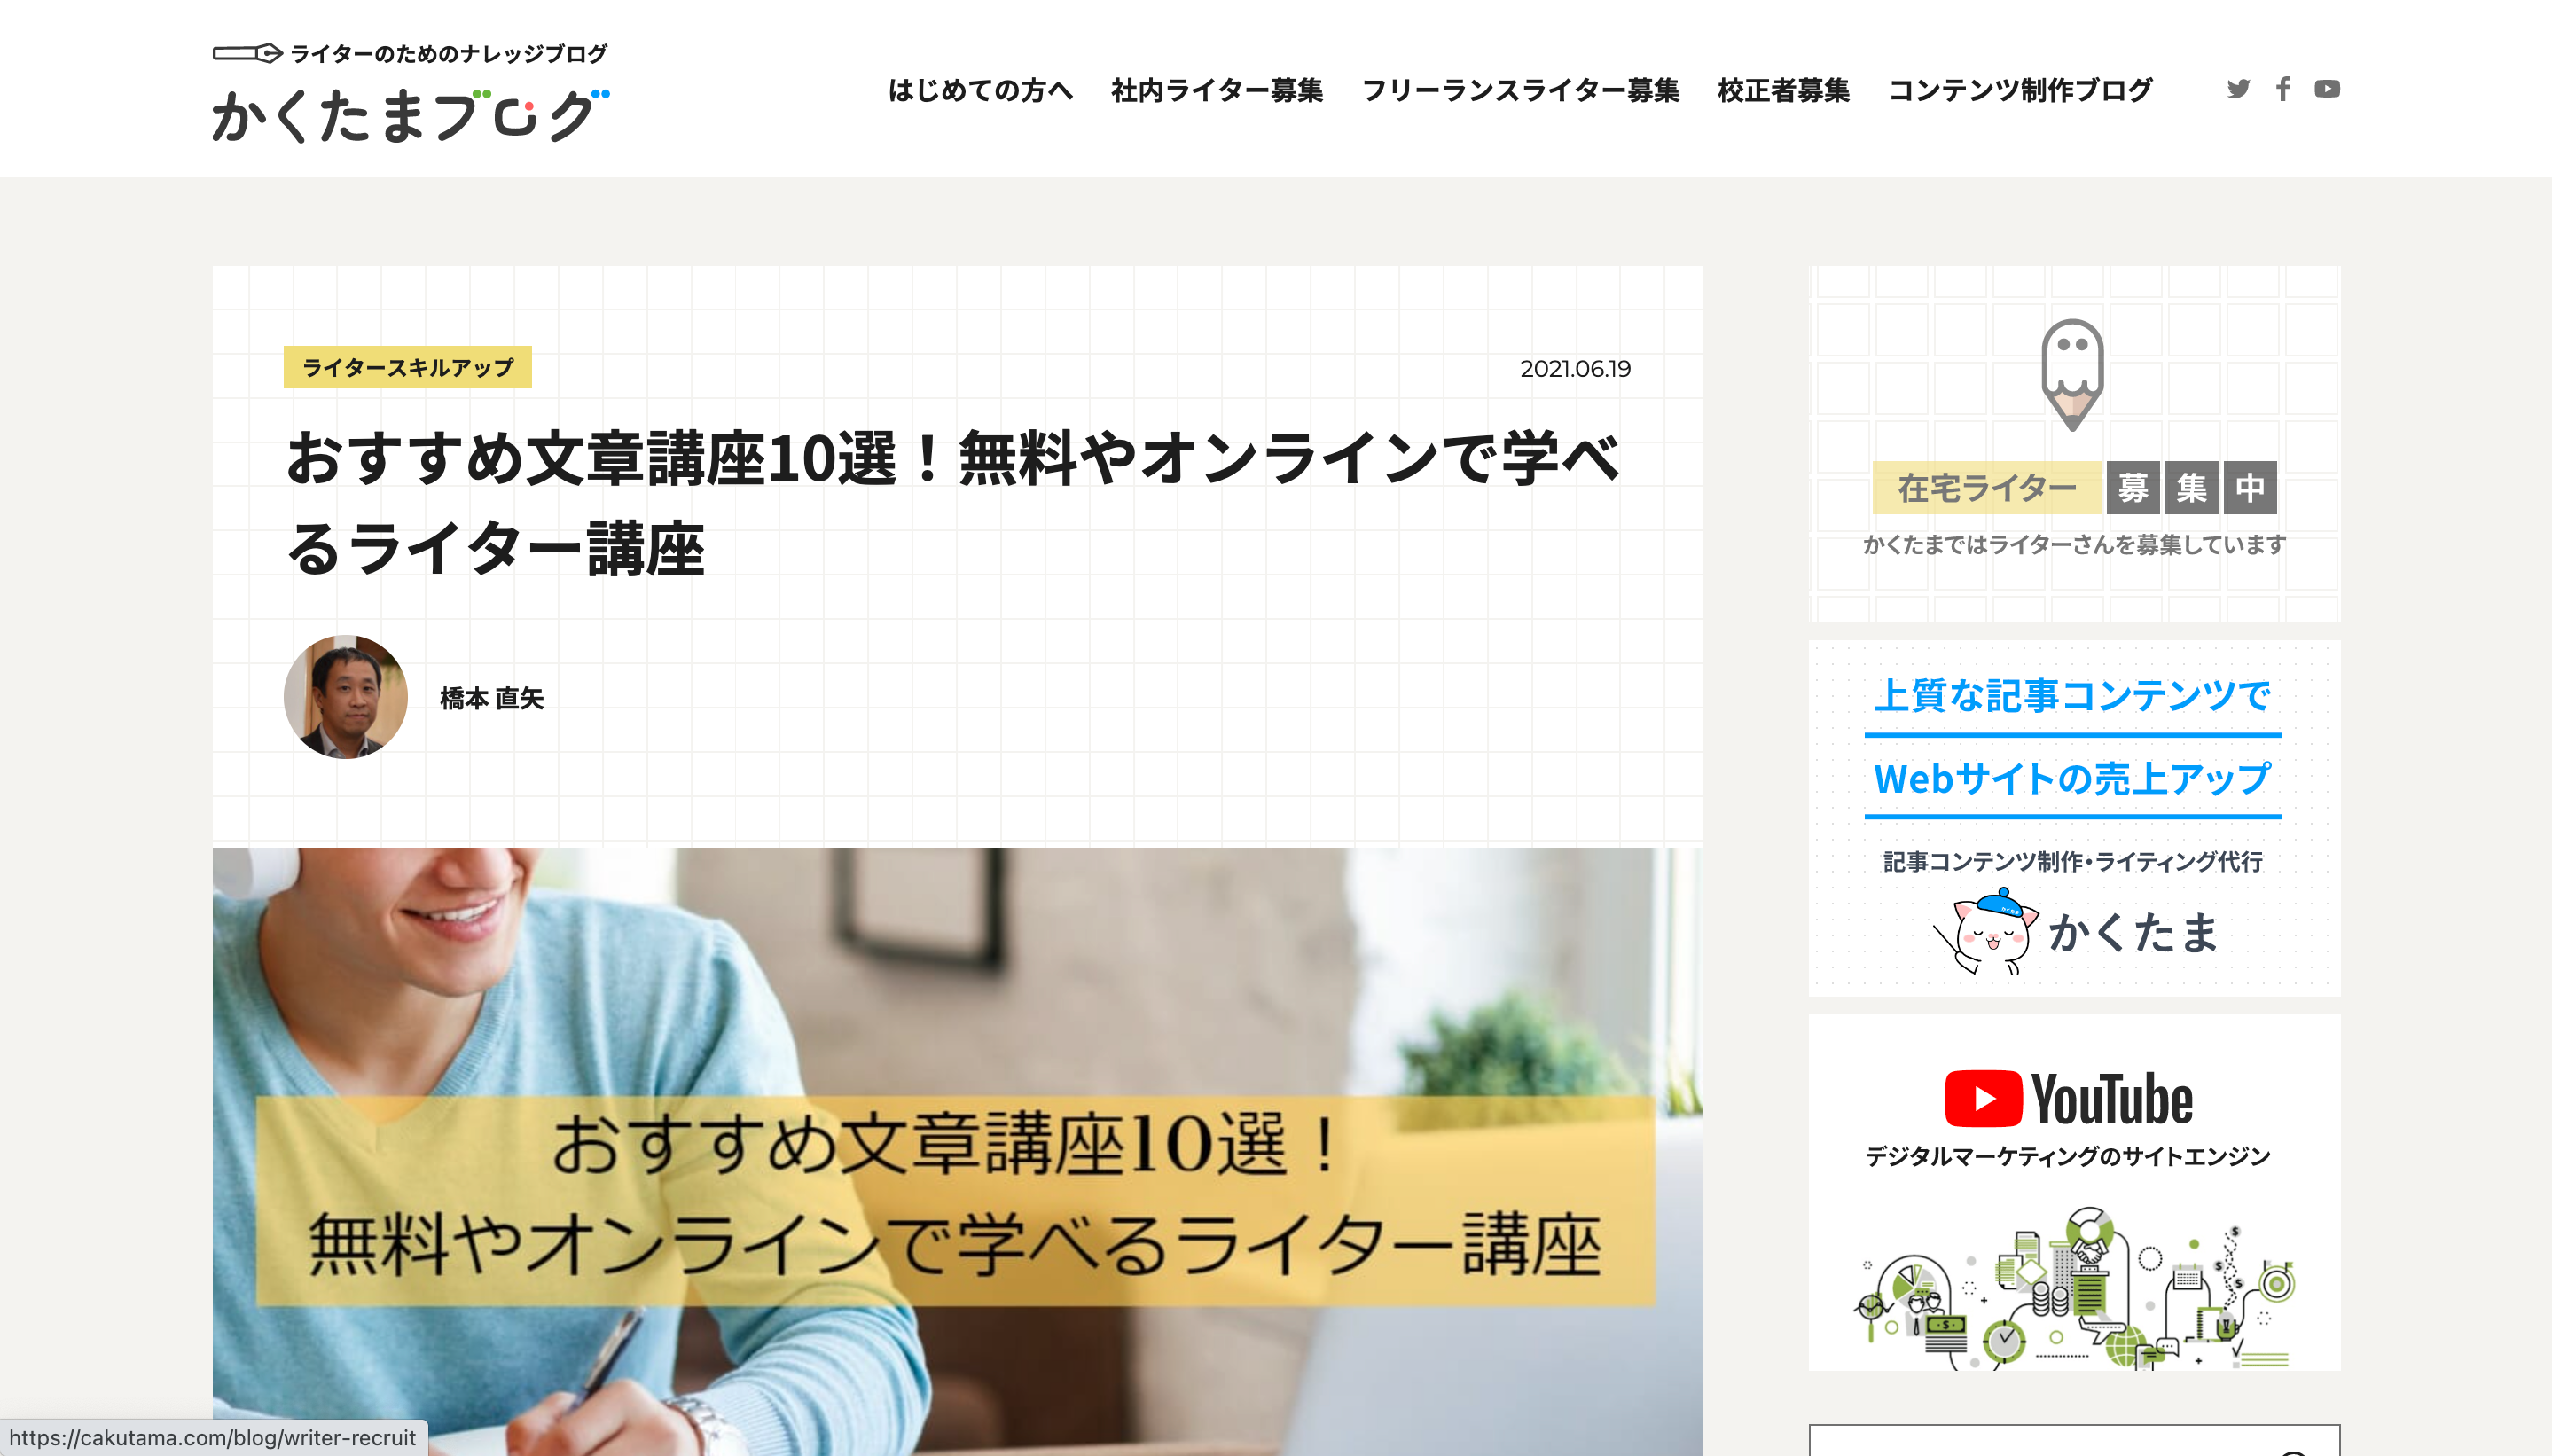 ライターのためのナレッジブログ
かくたまブログ
はじめての方へ 社内ライター募集 フリーランスライター募集 校正者募集 コンテンツ制作ブログ
ライタースキルアップ
2021.06.19
おすすめ文章講座10選！無料やオンラインで学べ
るライター講座
橋本 直矢
おすすめ文章講座10選！
無料やオンラインで学べるライター講座
在宅ライター 募集中
かくたまではライターさんを募集しています
上質な記事コンテンツで
Webサイトの売上アップ
記事コンテンツ制作・ライティング代行
かくたま
YouTube
デジタルマーケティングのサイトエンジン
https://cakutama.com/blog/writer-recruit